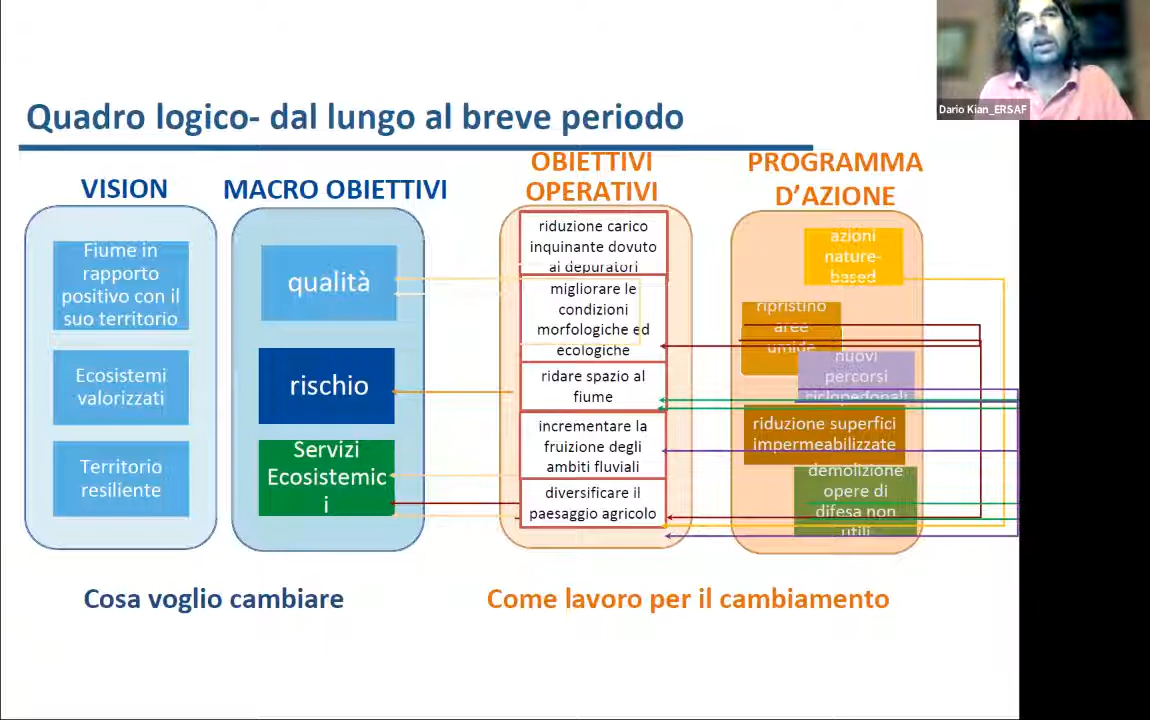 Dario Kian_ERSAF
Quadro logico- dal lungo al breve periodo
VISION
Fiume in
rapporto
positivo con il
suo territorio
Ecosistemi
valorizzati
Territorio
resiliente
MACRO OBIETTIVI
qualità
rischio
Servizi
Ecosistemic
i
OBIETTIVI
OPERATIVI
riduzione carico
inquinante dovuto
ai depuratori
migliorare le
condizioni
morfologiche ed
ecologiche
ridare spazio al
fiume
incrementare la
fruizione degli
ambiti fluviali
diversificare il
paesaggio agricolo
PROGRAMMA
D'AZIONE
azioni
nature-
based
ripristino
aree
umide
nuovi
percorsi
ciclopedonali
riduzione superfici
impermeabilizzate
demolizione
opere di
difesa non
utili
Cosa voglio cambiare
Come lavoro per il cambiamento